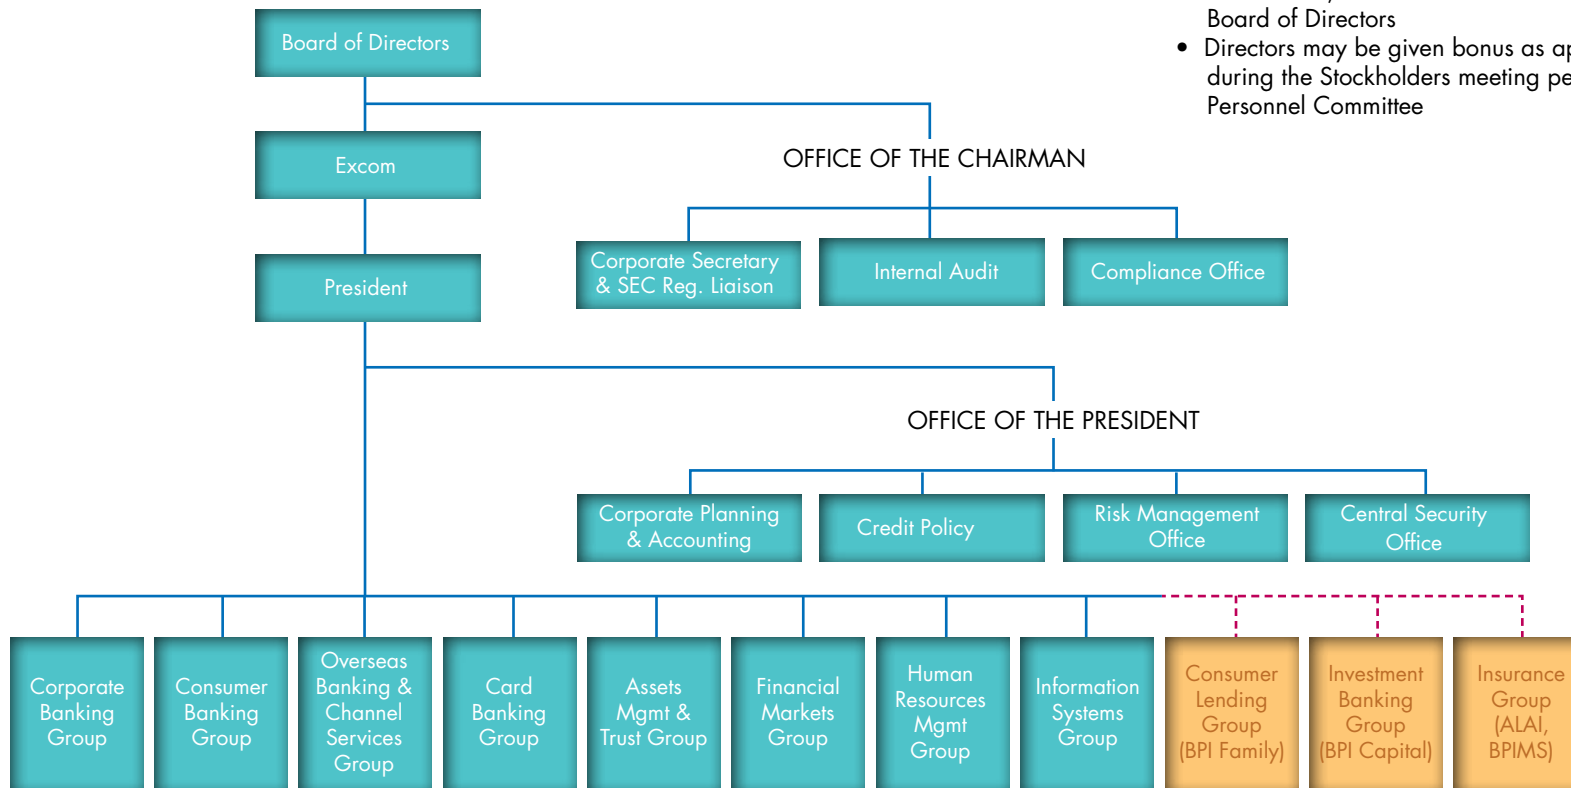 Board of Directors
• Directors may be given bonus as
during the Stockholders meeting
Personnel Committee
Board of Directors
Excom
OFFICE OF THE CHAIRMAN
Corporate Secretary
& SEC Reg. Liaison
Internal Audit
Compliance Office
President
OFFICE OF THE PRESIDENT
Corporate Planning
& Accounting
Credit Policy
Risk Management
Office
Central Security
Office
Corporate
Banking
Group
Consumer
Banking
Group
Overseas
Banking &
Channel
Services
Group
Card
Banking
Group
Assets
Mgmt &
Trust Group
Financial
Markets
Group
Human
Resources
Mgmt
Group
Information
Systems
Group
Consumer
Lending
Group
(BPI Family)
Investment
Banking
Group
(BPI Capital)
Insurance
Group
(ALAI,
BPIMS)